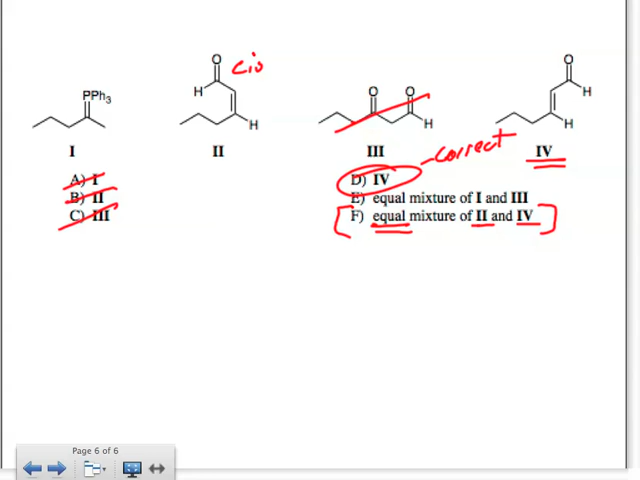 O
cis
H
H
PPh3
I
II
O O
H
III
O
H
H
IV
correct
A) I
B) II
C) III
D) IV
E) equal mixture of I and III
F) equal mixture of II and IV
Page 6 of 6